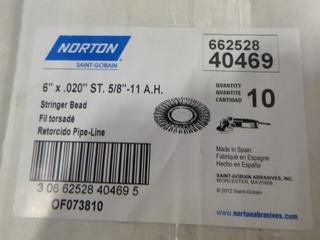 NORTON
SAINT-GOBAIN
662528
40469
6" x .020" ST. 5/8"-11 A.H.
Stringer Bead
Fil torsadé
Retorcido Pipe-Line
QUANTITY
QUANTITE
CANTIDAD
10
Made in Spain
Fabriqué en Espagne
Hecho en España
SAINT-GOBAIN ABRASIVES, INC.
WORCESTER, MA 01606
© 2012 Saint-Gobain
3 06 62528 40469 5
OF073810
www.nortonabrasives.com